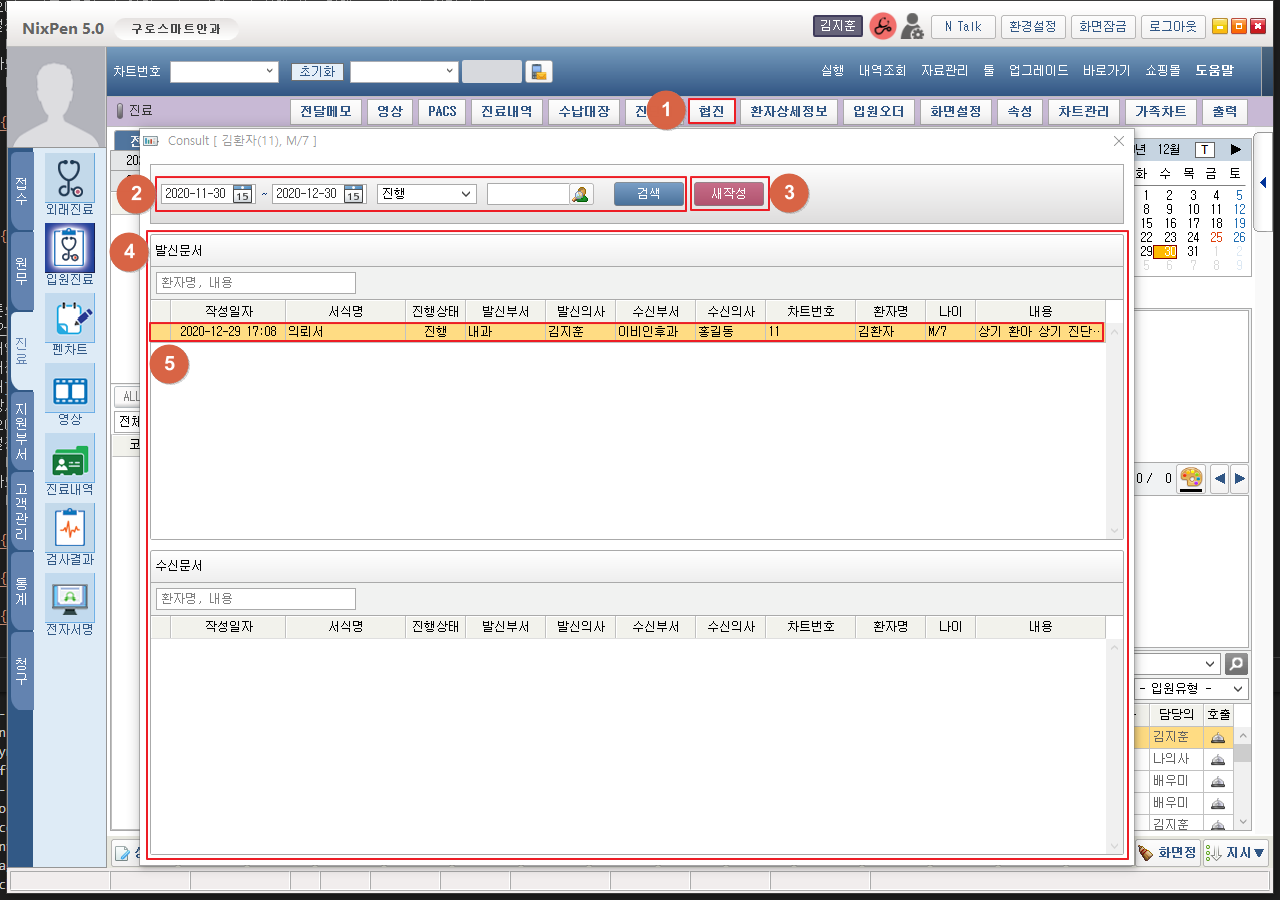 NixPen 5.0 구로스마트안과 김지훈 N Talk 환경설정 화면잠금 로그아웃
차트번호 초기화 실행 내역조회 자료관리 툴 업그레이드 바로가기 쇼핑몰 도움말
진료 전달메모 영상 PACS 진료내역 수납대장 진 1 협진 환자상세정보 입원오더 화면설정 속성 차트관리 가족차트 출력
Consult [ 김환자(11), M/7 ]
2 2020-11-30 15 ~ 2020-12-30 15 진행 검색 새작성 3
4 발신문서
환자명, 내용
작성일자 서식명 진행상태 발신부서 발신의사 수신부서 수신의사 차트번호 환자명 나이 내용
2020-12-29 17:08 의뢰서 진행 내과 김지훈 이비인후과 홍길동 11 김환자 M/7 상기 환아 상기 진단…
5
수신문서
환자명, 내용
작성일자 서식명 진행상태 발신부서 발신의사 수신부서 수신의사 차트번호 환자명 나이 내용
접수
원무
진료
지원부서
고객관리
통계
청구
외래진료
입원진료
펜차트
영상
진료내역
검사결과
전자서명
전
20
ALL
전체
코
년 12월 T
화 수 목 금 토
1 2 3 4 5
8 9 10 11 12
15 16 17 18 19
22 23 24 25 26
29 30 31 1 2
5 6 7 8 9
0 / 0
- 입원유형 -
담당의 호출
김지훈
나의사
배우미
배우미
김지훈
화면정 지시▼